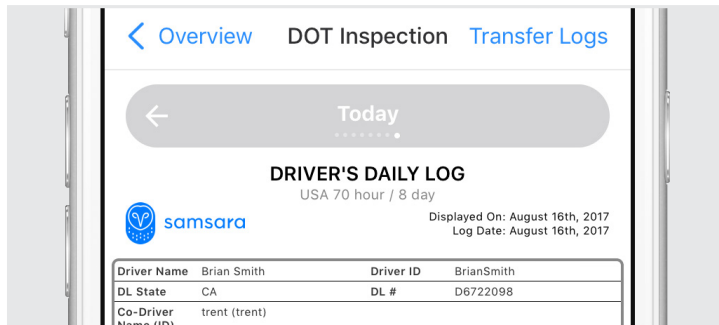 Overview DOT Inspection Transfer Logs
Today
DRIVER'S DAILY LOG
USA 70 hour / 8 day
samsara
Displayed On: August 16th, 2017
Log Date: August 16th, 2017
Driver Name Brian Smith Driver ID BrianSmith
DL State CA DL # D6722098
Co-Driver trent (trent)
Name (ID)